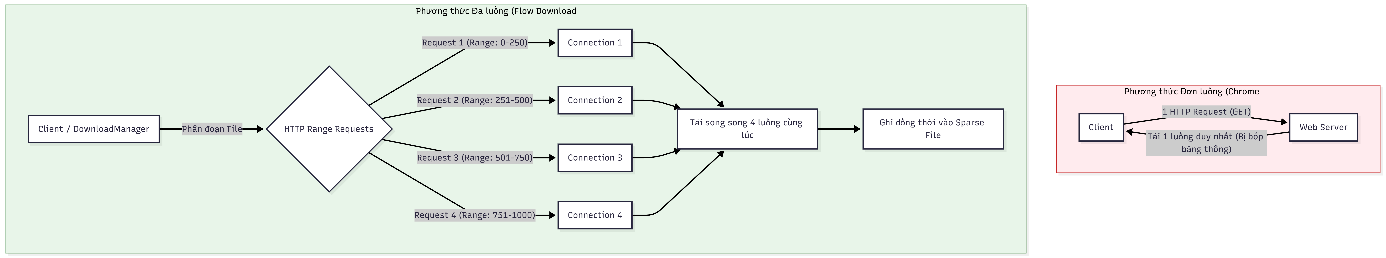 Phương thức Đa luồng (Flow Download
Client / DownloadManager
Phân đoạn File
HTTP Range Requests
Request 1 (Range: 0-250)
Connection 1
Request 2 (Range: 251-500)
Connection 2
Request 3 (Range: 501-750)
Connection 3
Request 4 (Range: 751-1000)
Connection 4
Tải song song 4 luồng cùng
lúc
Ghi đồng thời vào Sparse
File
Phương thức Đơn luồng (Chrome
Client
1 HTTP Request (GET)
Tải 1 luồng duy nhất (Bị bóp
băng thông)
Web Server